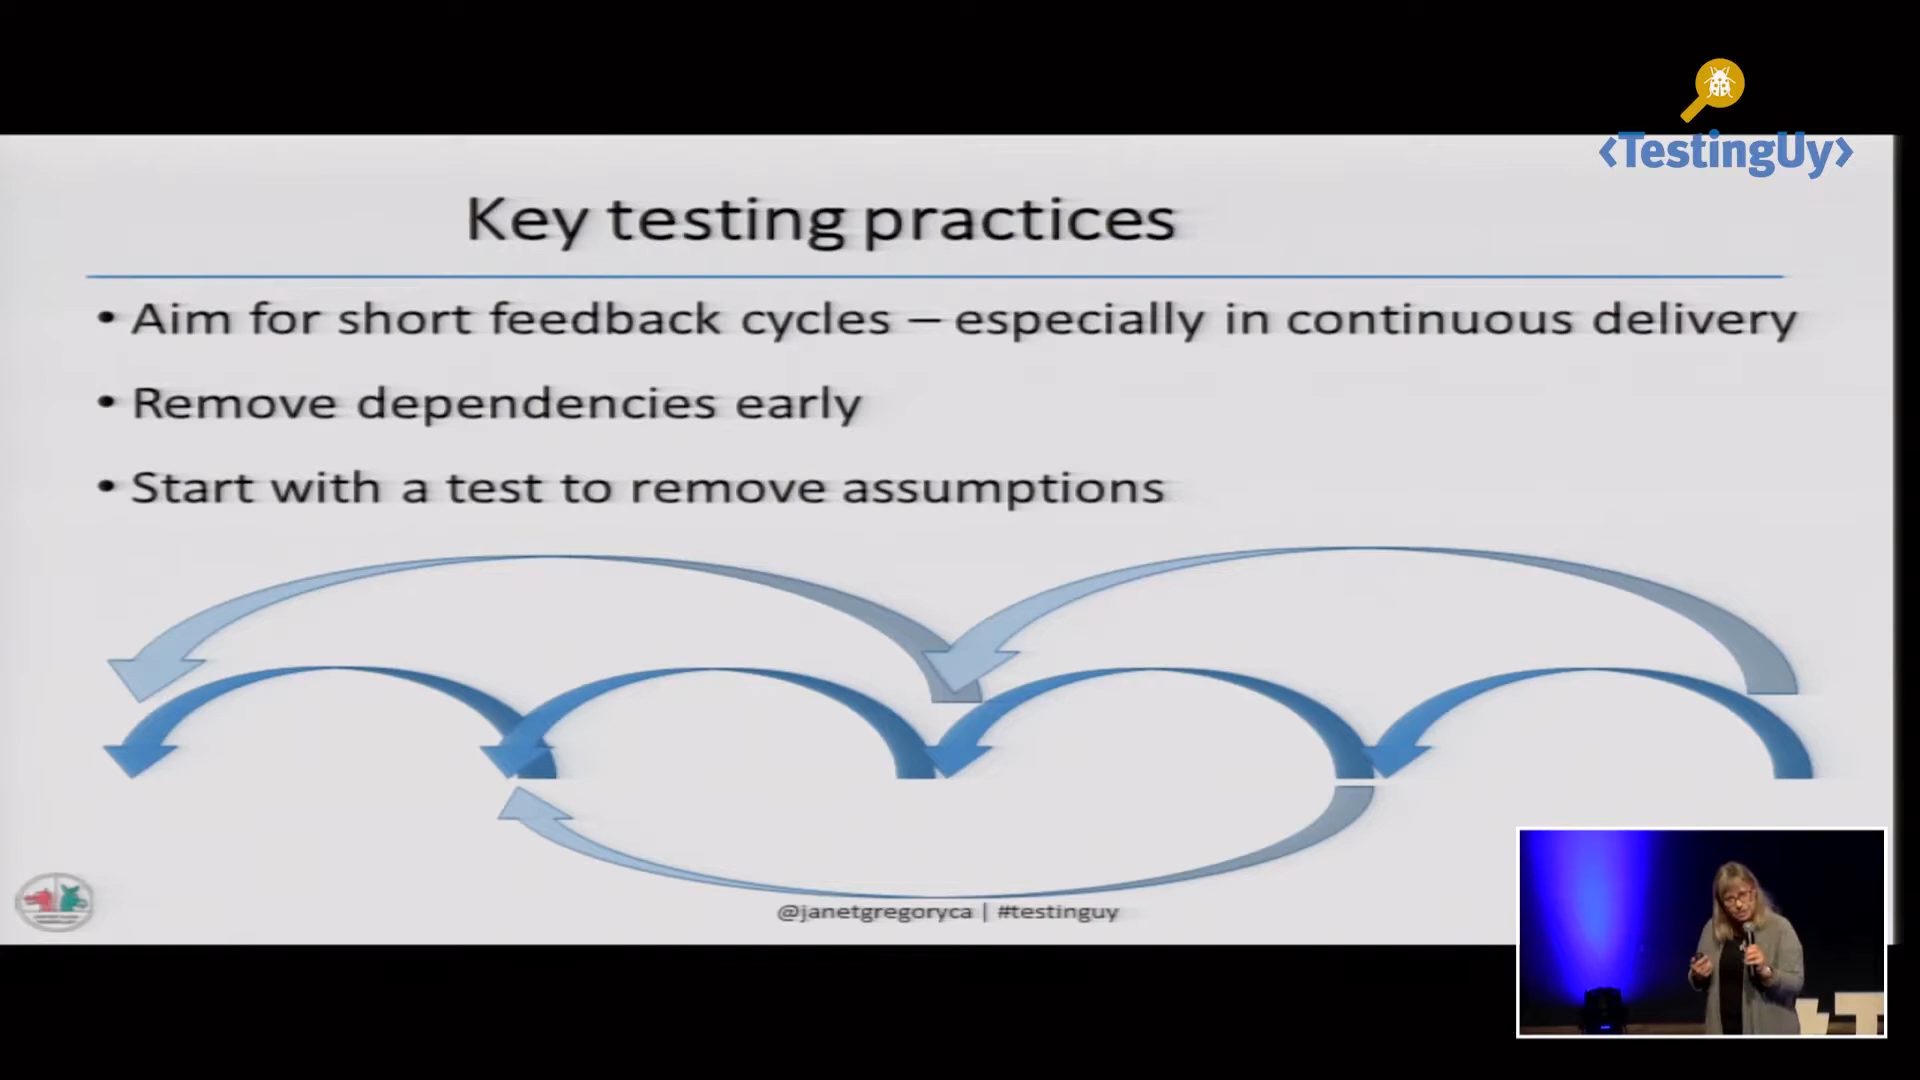 <TestingUy>
Key testing practices
• Aim for short feedback cycles – especially in continuous delivery
• Remove dependencies early
• Start with a test to remove assumptions
@janetgregoryca | #testinguy